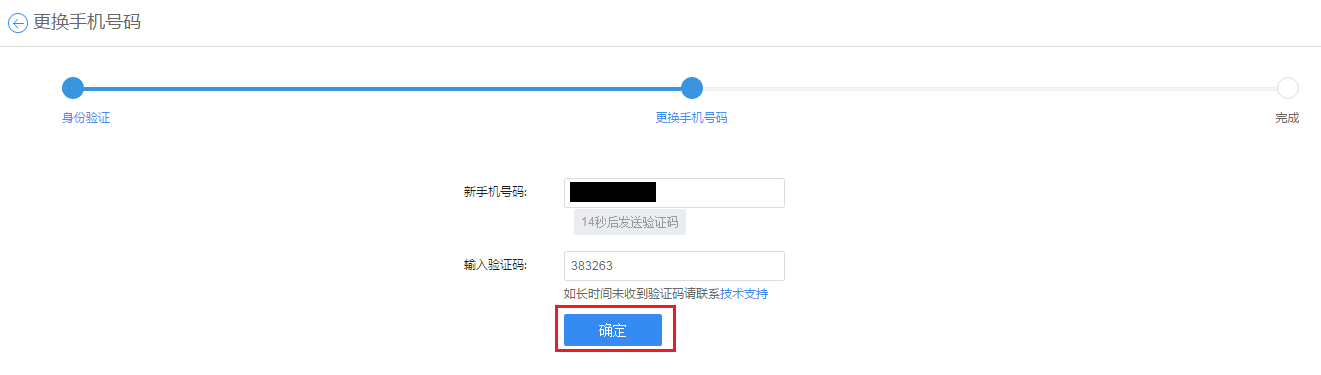 更换手机号码
身份验证
更换手机号码
完成
新手机号码:
14秒后发送验证码
输入验证码:
383263
如长时间未收到验证码请联系技术支持
确定